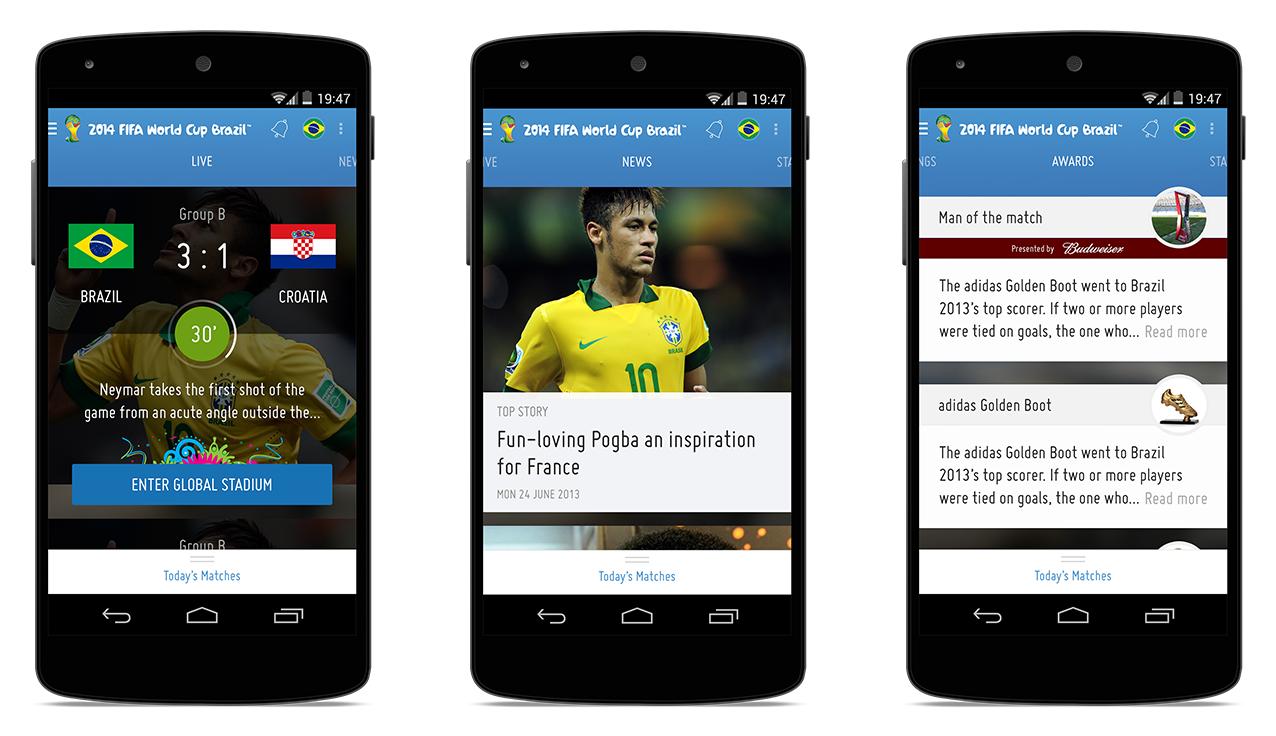 19:47
2014 FIFA World Cup Brazil™
LIVE NEW
Group B
3 : 1
BRAZIL CROATIA
30'
Neymar takes the first shot of the
game from an acute angle outside the...
ENTER GLOBAL STADIUM
Group B
Today's Matches
19:47
2014 FIFA World Cup Brazil™
IVE NEWS STA
BRASIL
10
TOP STORY
Fun-loving Pogba an inspiration
for France
MON 24 JUNE 2013
Today's Matches
19:47
2014 FIFA World Cup Brazil™
NGS AWARDS STA
Man of the match
Presented by Budweiser
The adidas Golden Boot went to Brazil
2013's top scorer. If two or more players
were tied on goals, the one who... Read more
adidas Golden Boot
The adidas Golden Boot went to Brazil
2013's top scorer. If two or more players
were tied on goals, the one who... Read more
Today's Matches